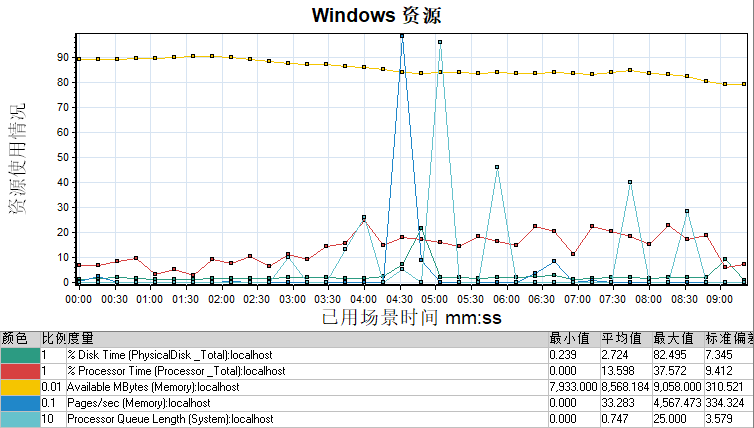 Windows 资源
资源使用情况
90
80
70
60
50
40
30
20
10
0
00:00 00:30 01:00 01:30 02:00 02:30 03:00 03:30 04:00 04:30 05:00 05:30 06:00 06:30 07:00 07:30 08:00 08:30 09:00
已用场景时间 mm:ss
颜色 比例 度量 最小值 平均值 最大值 标准偏差
1 % Disk Time (PhysicalDisk _Total):localhost 0.239 2.724 82.495 7.345
1 % Processor Time (Processor _Total):localhost 0.000 13.598 37.572 9.412
0.01 Available MBytes (Memory):localhost 7,933.000 8,568.184 9,058.000 310.521
0.1 Pages/sec (Memory):localhost 0.000 33.283 4,567.473 334.324
10 Processor Queue Length (System):localhost 0.000 0.747 25.000 3.579